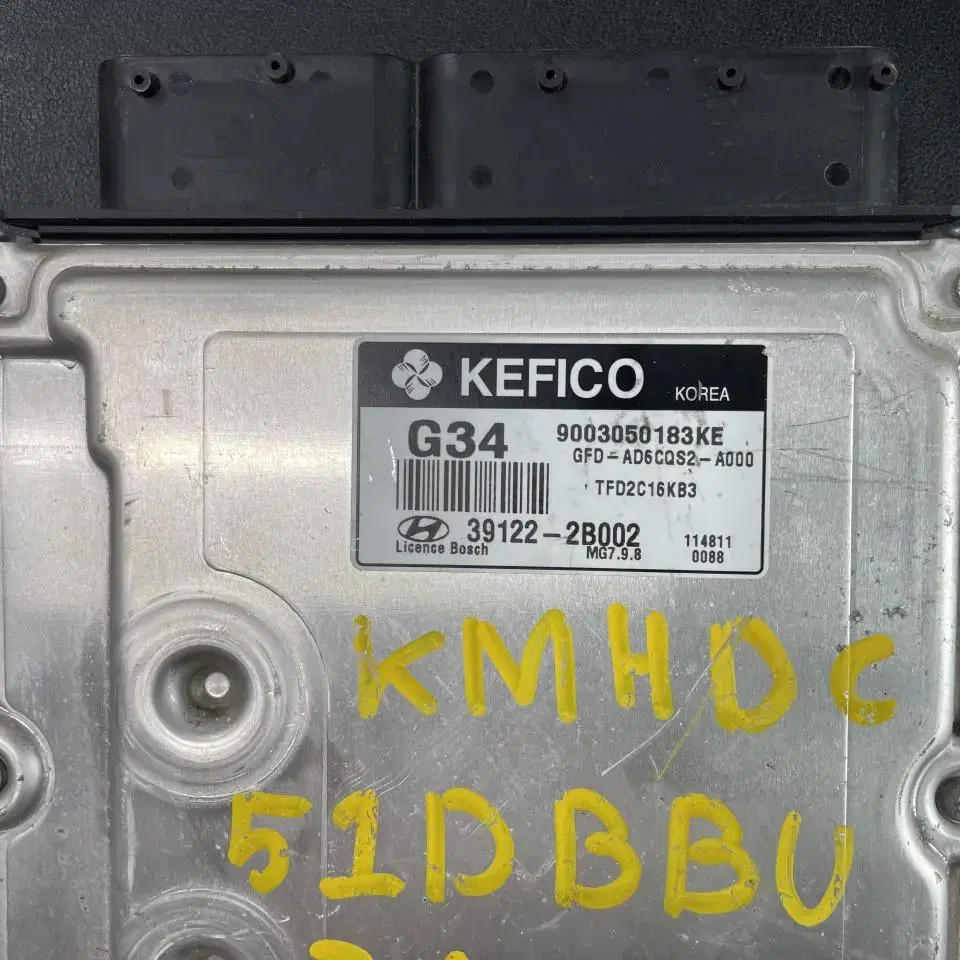 KEFICO KOREA
G34 9003050183KE
GFD-AD6CQS2-A000
TFD2C16KB3
39122-2B002 114811
Licence Bosch MG7.9.8 0088
KMHDC
51DBBU